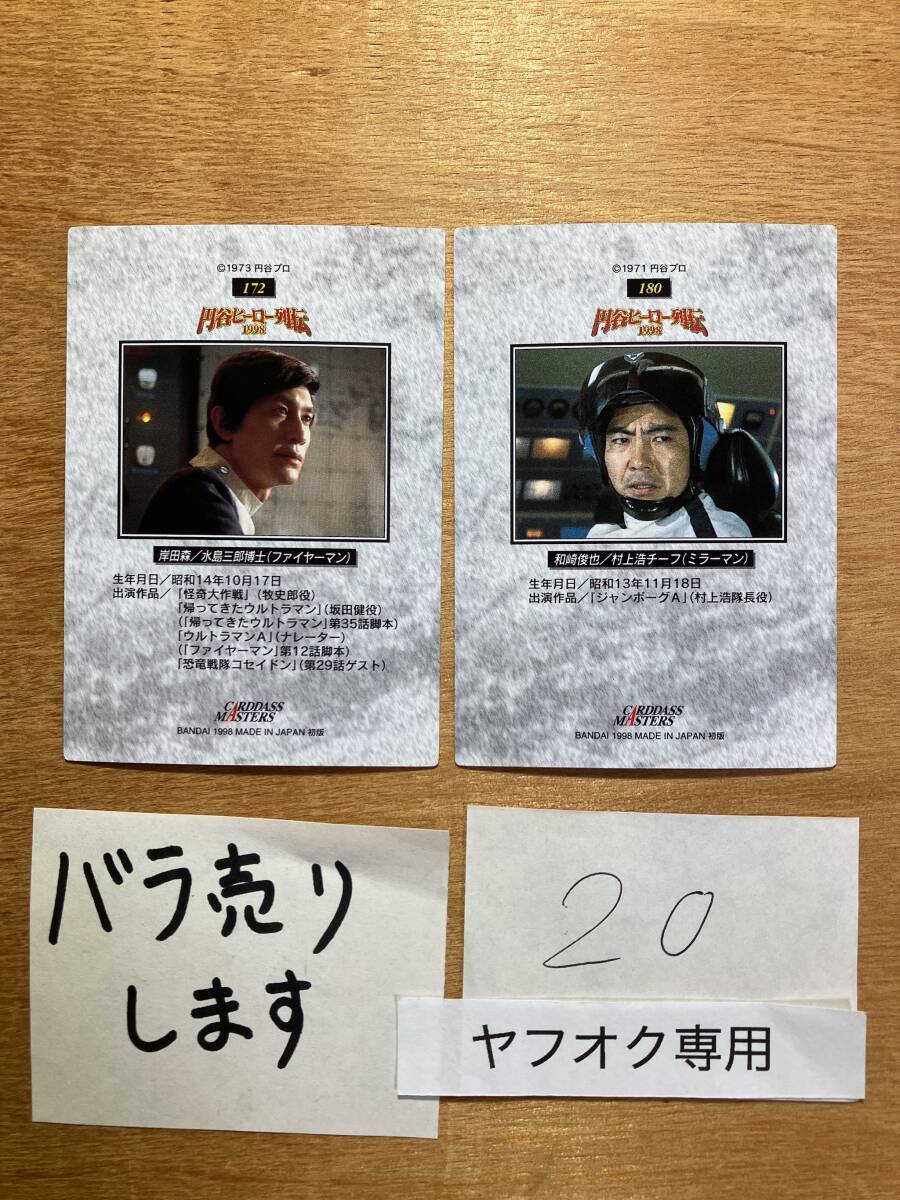 ©1973 円谷プロ
172
円谷ヒーロー列伝
1998
岸田森／水島三郎博士（ファイヤーマン）
生年月日／昭和14年10月17日
出演作品／「怪奇大作戦」（牧史郎役）
「帰ってきたウルトラマン」（坂田健役）
（「帰ってきたウルトラマン」第35話脚本）
「ウルトラマンA」（ナレーター）
（「ファイヤーマン」第12話脚本）
「恐竜戦隊コセイドン」（第29話ゲスト）
CARDDASS
MASTERS
BANDAI 1998 MADE IN JAPAN 初版
©1971 円谷プロ
180
円谷ヒーロー列伝
1998
和崎俊也／村上浩チーフ（ミラーマン）
生年月日／昭和13年11月18日
出演作品／「ジャンボーグA」（村上浩隊長役）
CARDDASS
MASTERS
BANDAI 1998 MADE IN JAPAN 初版
バラ売り
します
20
ヤフオク専用